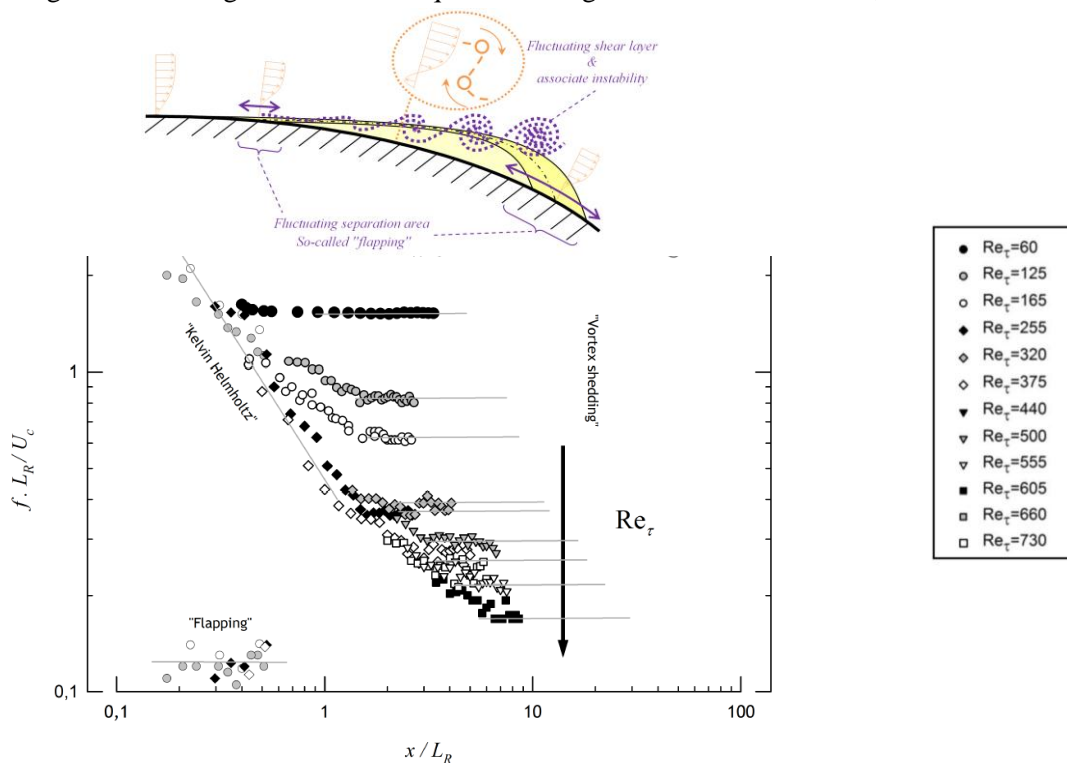 Fluctuating shear layer
&
associate instability
Fluctuating separation area
So-called "flapping"
"Kelvin Helmholtz"
"Vortex shedding"
"Flapping"
Re_τ
f.L_R/U_c
1
0,1
0,1
1
10
100
x/L_R
Re_τ=60
Re_τ=125
Re_τ=165
Re_τ=255
Re_τ=320
Re_τ=375
Re_τ=440
Re_τ=500
Re_τ=555
Re_τ=605
Re_τ=660
Re_τ=730